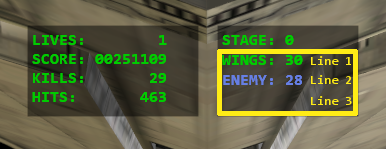 LIVES: 1
SCORE: 00251109
KILLS: 29
HITS: 463
STAGE: 0
WINGS: 30 Line 1
ENEMY: 28 Line 2
Line 3